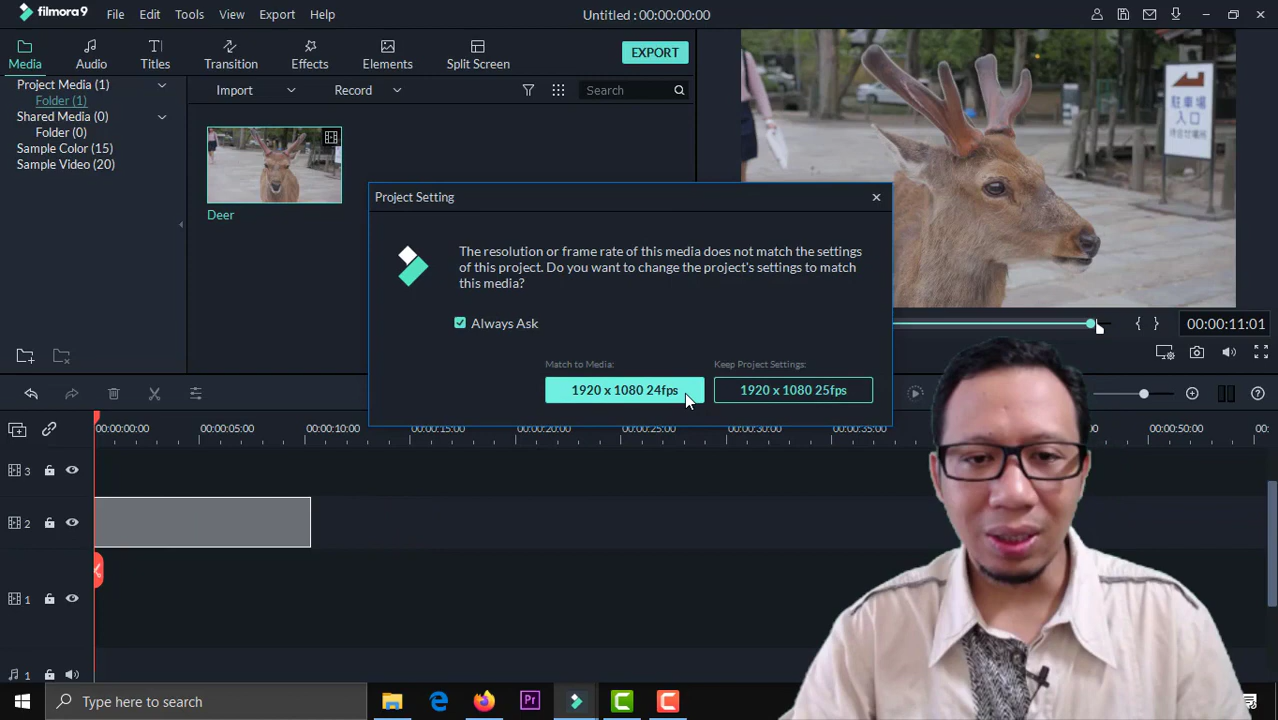 filmora9
File
Edit
Tools
View
Export
Help
Untitled : 00:00:00:00
Media
Audio
Titles
Transition
Effects
Elements
Split Screen
EXPORT
Project Media (1)
Folder (1)
Shared Media (0)
Folder (0)
Sample Color (15)
Sample Video (20)
Import
Record
Search
Deer
駐車場
入口
Project Setting
The resolution or frame rate of this media does not match the settings
of this project. Do you want to change the project's settings to match
this media?
Always Ask
Match to Media:
Keep Project Settings:
1920 x 1080 24fps
1920 x 1080 25fps
{ }
00:00:11:01
00:00:00:00
00:00:05:00
00:00:10:00
00:00:15:00
00:00:20:00
00:00:25:00
00:00:30:00
00:00:35:00
00:00:50:00
00:
3
2
1
1
Type here to search
Pr
C
C